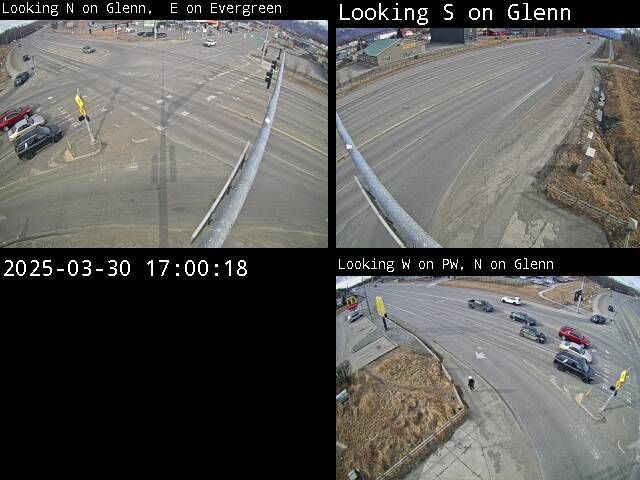 Looking N on Glenn,  E on Evergreen
Looking S on Glenn
2025-03-30 17:00:18
Looking W on PW, N on Glenn